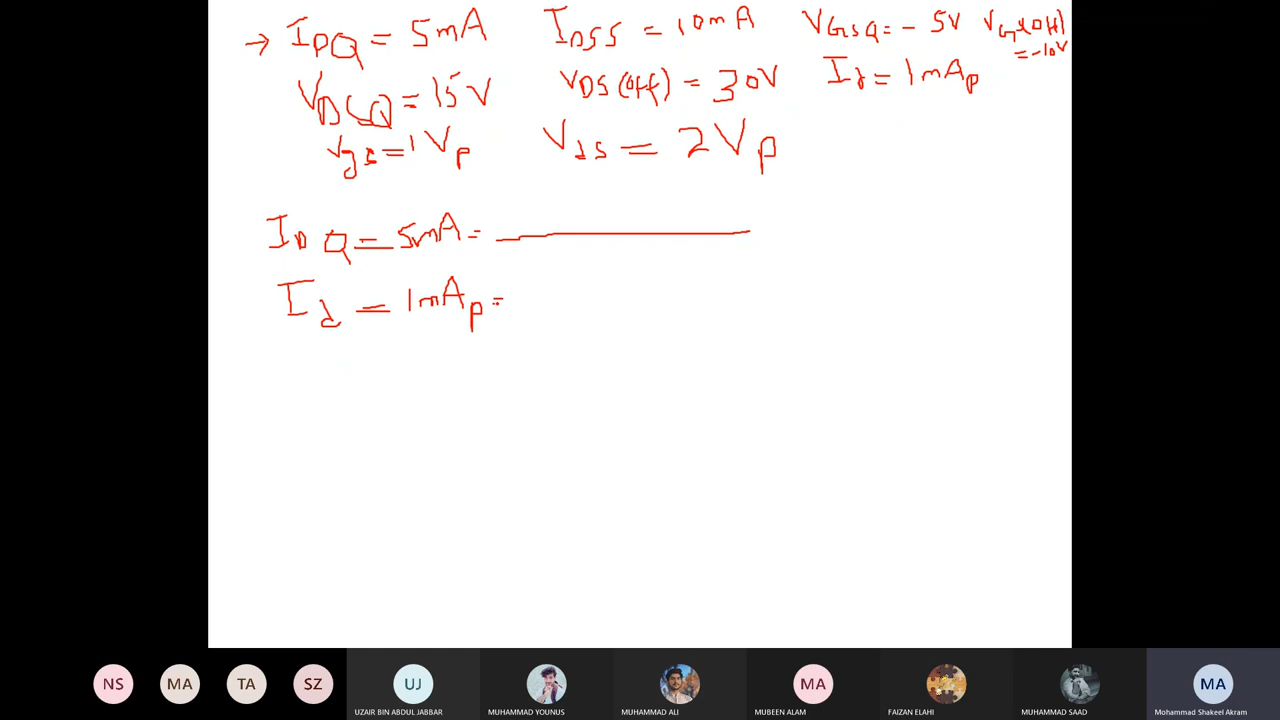 → IDQ = 5mA IDSS = 10mA VGSQ = - 5V VGS(Off) = -10V
VDSQ = 15V VDS(Off) = 30V Id = 1mAp
vgs = 1Vp Vds = 2Vp
IDQ = 5mA =
Id = 1mAp =
NS MA TA SZ UJ MA MA
UZAIR BIN ABDUL JABBAR MUHAMMAD YOUNUS MUHAMMAD ALI MUBEEN ALAM FAIZAN ELAHI MUHAMMAD SAAD Mohammad Shakeel Akram